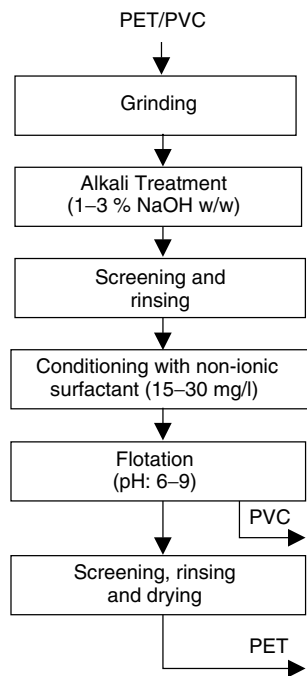 PET/PVC
Grinding
Alkali Treatment
(1–3 % NaOH w/w)
Screening and
rinsing
Conditioning with non-ionic
surfactant (15–30 mg/l)
Flotation
(pH: 6–9)
PVC
Screening, rinsing
and drying
PET